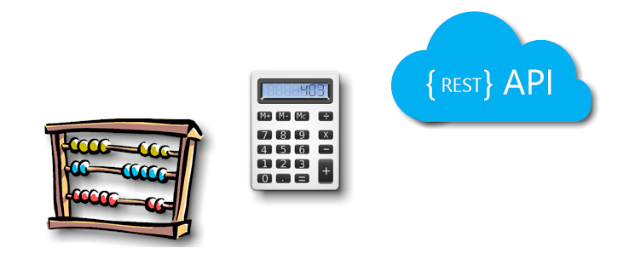 { REST } API
403
M+ M- Mc ÷
7 8 9 X
4 5 6 −
1 2 3 +
0 . =